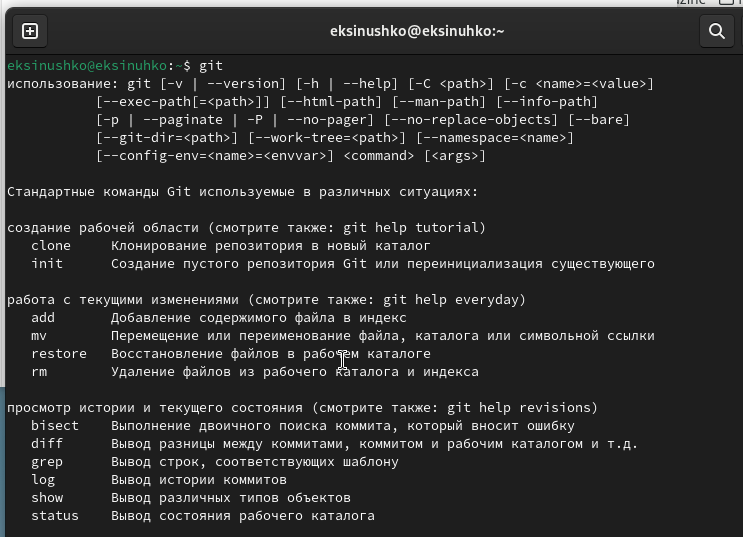 eksinushko@eksinuhko:~
eksinushko@eksinuhko:~$ git
использование: git [-v | --version] [-h | --help] [-C <path>] [-c <name>=<value>]
[--exec-path[=<path>]] [--html-path] [--man-path] [--info-path]
[-p | --paginate | -P | --no-pager] [--no-replace-objects] [--bare]
[--git-dir=<path>] [--work-tree=<path>] [--namespace=<name>]
[--config-env=<name>=<envvar>] <command> [<args>]
Стандартные команды Git используемые в различных ситуациях:
создание рабочей области (смотрите также: git help tutorial)
clone Клонирование репозитория в новый каталог
init Создание пустого репозитория Git или переинициализация существующего
работа с текущими изменениями (смотрите также: git help everyday)
add Добавление содержимого файла в индекс
mv Перемещение или переименование файла, каталога или символьной ссылки
restore Восстановление файлов в рабочем каталоге
rm Удаление файлов из рабочего каталога и индекса
просмотр истории и текущего состояния (смотрите также: git help revisions)
bisect Выполнение двоичного поиска коммита, который вносит ошибку
diff Вывод разницы между коммитами, коммитом и рабочим каталогом и т.д.
grep Вывод строк, соответствующих шаблону
log Вывод истории коммитов
show Вывод различных типов объектов
status Вывод состояния рабочего каталога